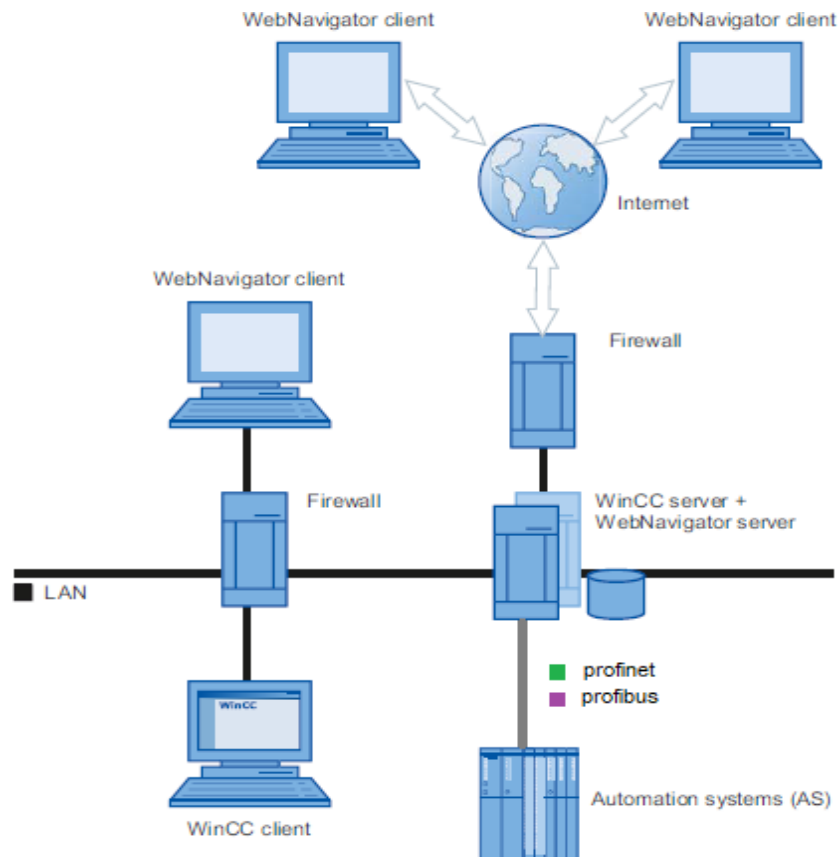 WebNavigator client
WebNavigator client
Internet
WebNavigator client
Firewall
Firewall
WinCC server +
WebNavigator server
LAN
profinet
profibus
WinCC
Automation systems (AS)
WinCC client